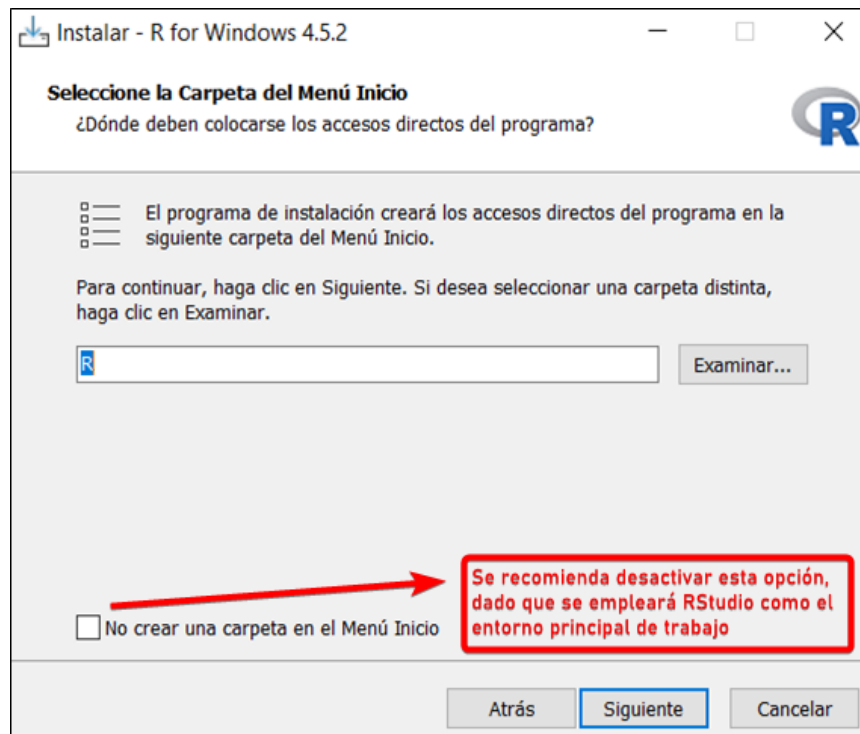 Instalar - R for Windows 4.5.2
Seleccione la Carpeta del Menú Inicio
¿Dónde deben colocarse los accesos directos del programa?
R
El programa de instalación creará los accesos directos del programa en la
siguiente carpeta del Menú Inicio.
Para continuar, haga clic en Siguiente. Si desea seleccionar una carpeta distinta,
haga clic en Examinar.
R
Examinar...
Se recomienda desactivar esta opción,
dado que se empleará RStudio como el
entorno principal de trabajo
No crear una carpeta en el Menú Inicio
Atrás
Siguiente
Cancelar